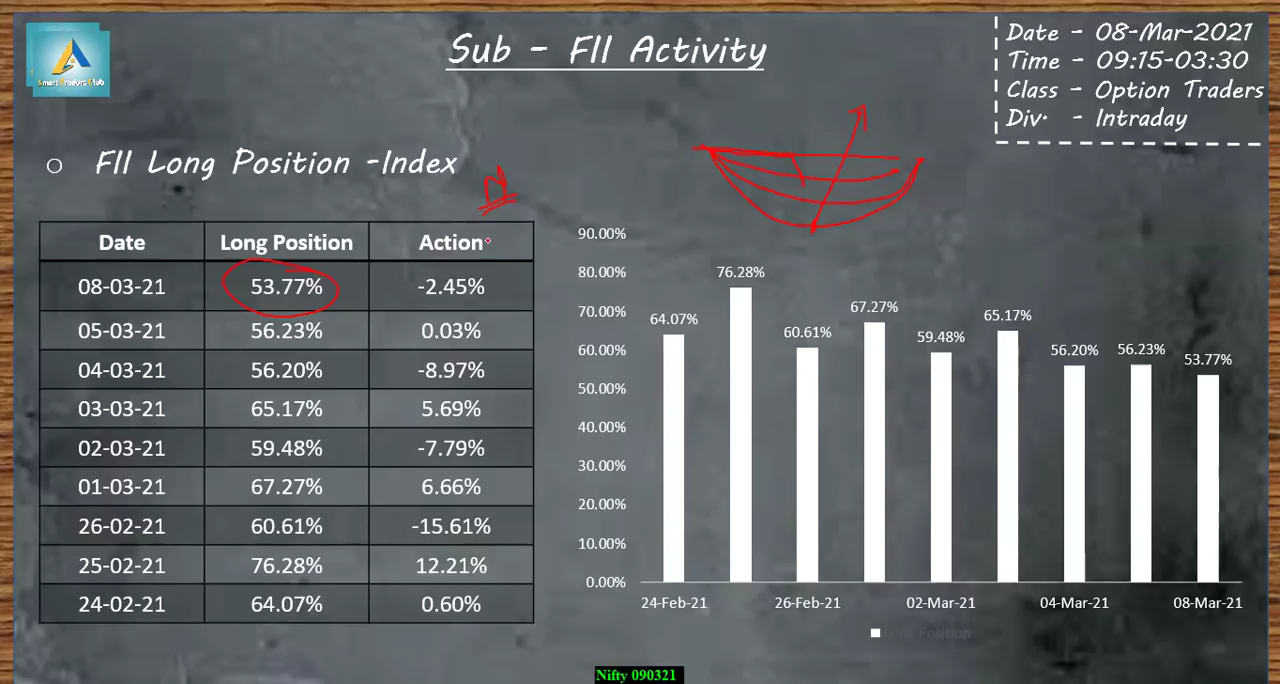 Smart Traders Club
Sub - FII Activity
Date - 08-Mar-2021
Time - 09:15-03:30
Class - Option Traders
Div. - Intraday
FII Long Position -Index
Date Long Position Action
08-03-21 53.77% -2.45%
05-03-21 56.23% 0.03%
04-03-21 56.20% -8.97%
03-03-21 65.17% 5.69%
02-03-21 59.48% -7.79%
01-03-21 67.27% 6.66%
26-02-21 60.61% -15.61%
25-02-21 76.28% 12.21%
24-02-21 64.07% 0.60%
90.00%
80.00%
70.00%
60.00%
50.00%
40.00%
30.00%
20.00%
10.00%
0.00%
64.07% 76.28% 60.61% 67.27% 59.48% 65.17% 56.20% 56.23% 53.77%
24-Feb-21 26-Feb-21 02-Mar-21 04-Mar-21 08-Mar-21
Long Position
Nifty 090321